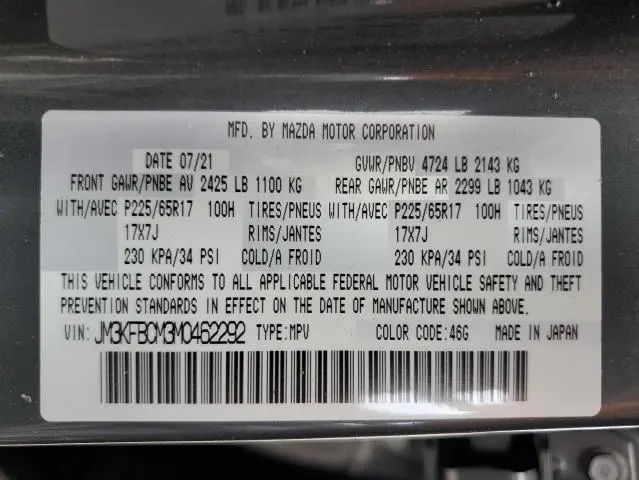 MFD. BY MAZDA MOTOR CORPORATION
DATE 07/21 GVWR/PNBV 4724 LB 2143 KG
FRONT GAWR/PNBE AV 2425 LB 1100 KG REAR GAWR/PNBE AR 2299 LB 1043 KG
WITH/AVEC P225/65R17 100H TIRES/PNEUS WITH/AVEC P225/65R17 100H TIRES/PNEUS
17X7J RIMS/JANTES 17X7J RIMS/JANTES
230 KPA/34 PSI COLD/A FROID 230 KPA/34 PSI COLD/A FROID
THIS VEHICLE CONFORMS TO ALL APPLICABLE FEDERAL MOTOR VEHICLE SAFETY AND THEFT
PREVENTION STANDARDS IN EFFECT ON THE DATE OF MANUFACTURE SHOWN ABOVE.
VIN: JM3KFBCM3M0462292 TYPE:MPV COLOR CODE:46G MADE IN JAPAN